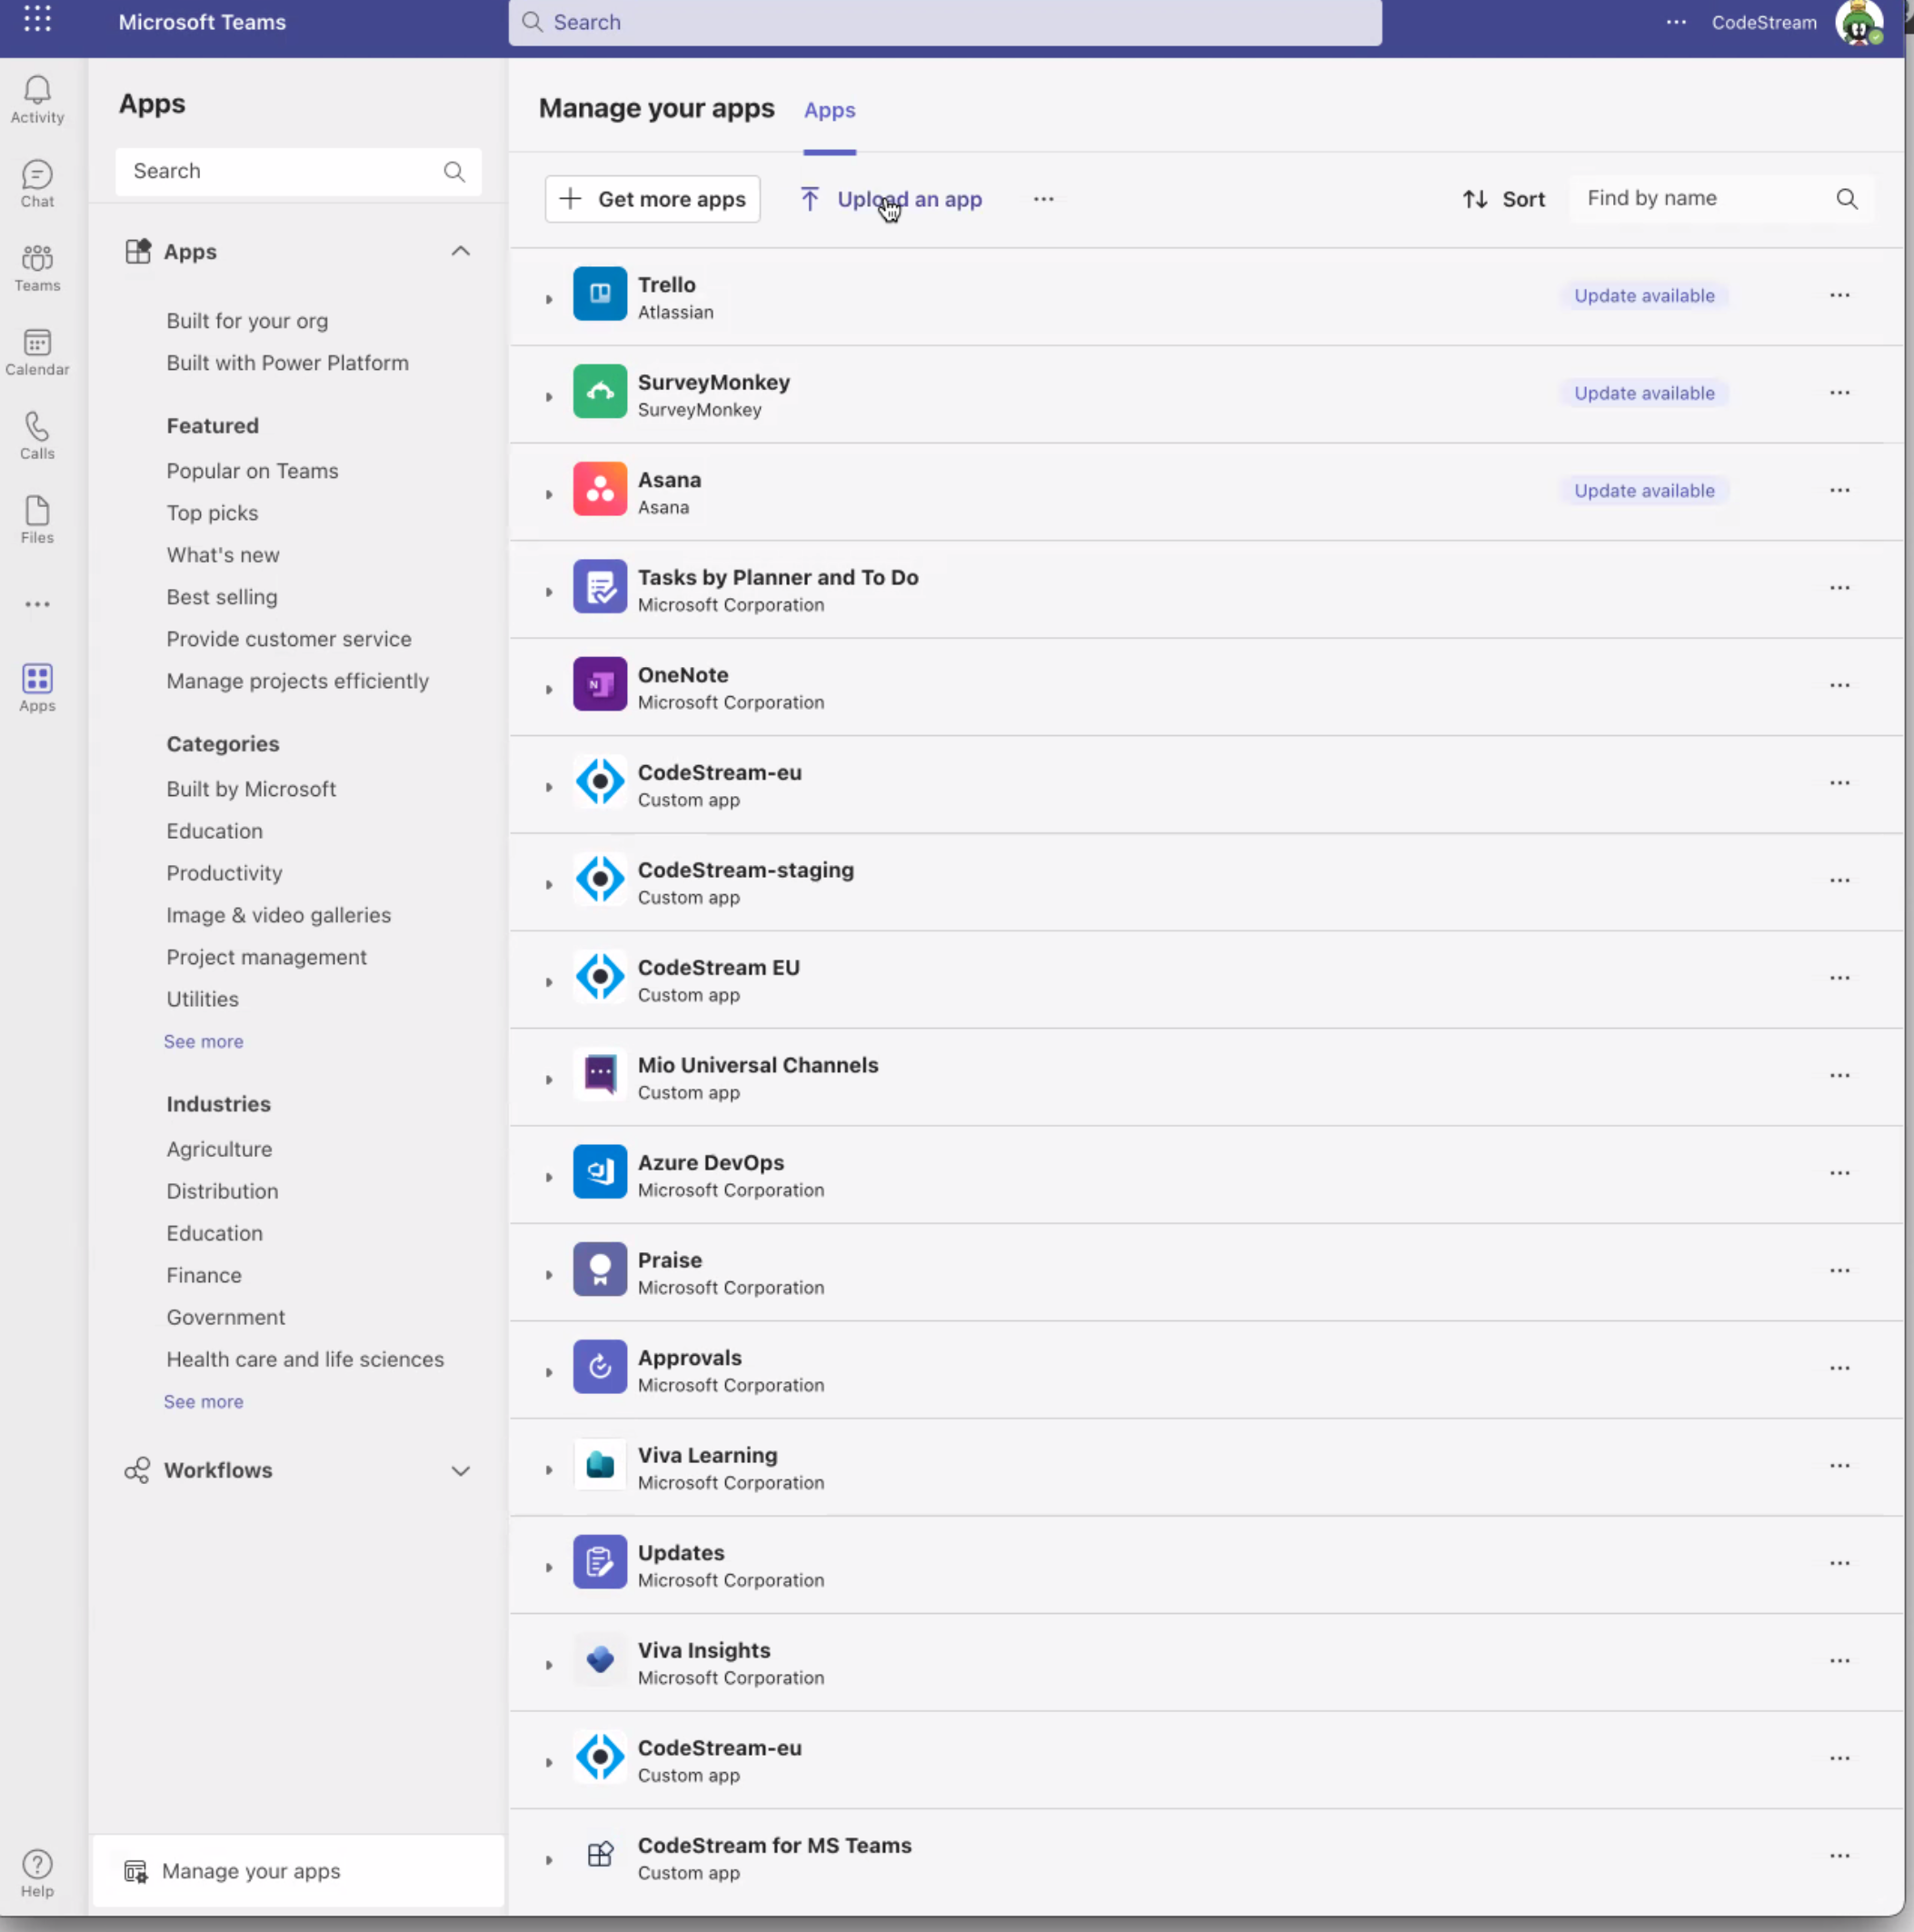 Microsoft Teams
Search
CodeStream
Activity
Chat
Teams
Calendar
Calls
Files
Apps
Help
Apps
Search
Apps
Built for your org
Built with Power Platform
Featured
Popular on Teams
Top picks
What's new
Best selling
Provide customer service
Manage projects efficiently
Categories
Built by Microsoft
Education
Productivity
Image & video galleries
Project management
Utilities
See more
Industries
Agriculture
Distribution
Education
Finance
Government
Health care and life sciences
See more
Workflows
Manage your apps
Manage your apps Apps
Get more apps Upload an app Sort Find by name
Trello
Atlassian
Update available
SurveyMonkey
SurveyMonkey
Update available
Asana
Asana
Update available
Tasks by Planner and To Do
Microsoft Corporation
OneNote
Microsoft Corporation
CodeStream-eu
Custom app
CodeStream-staging
Custom app
CodeStream EU
Custom app
Mio Universal Channels
Custom app
Azure DevOps
Microsoft Corporation
Praise
Microsoft Corporation
Approvals
Microsoft Corporation
Viva Learning
Microsoft Corporation
Updates
Microsoft Corporation
Viva Insights
Microsoft Corporation
CodeStream-eu
Custom app
CodeStream for MS Teams
Custom app